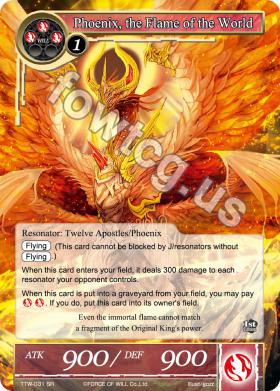 Phoenix, the Flame of the World
WILL
1
fowtcg.us
Resonator: Twelve Apostles/Phoenix
Flying (This card cannot be blocked by J/resonators without
Flying .)
When this card enters your field, it deals 300 damage to each
resonator your opponent controls.
When this card is put into a graveyard from your field, you may pay
. If you do, put this card into its owner's field.
Even the immortal flame cannot match
a fragment of the Original King's power.
1st
Edition
ATK 900/ DEF 900
TTW-031 SR ©FORCE OF WILL Co.,Ltd.